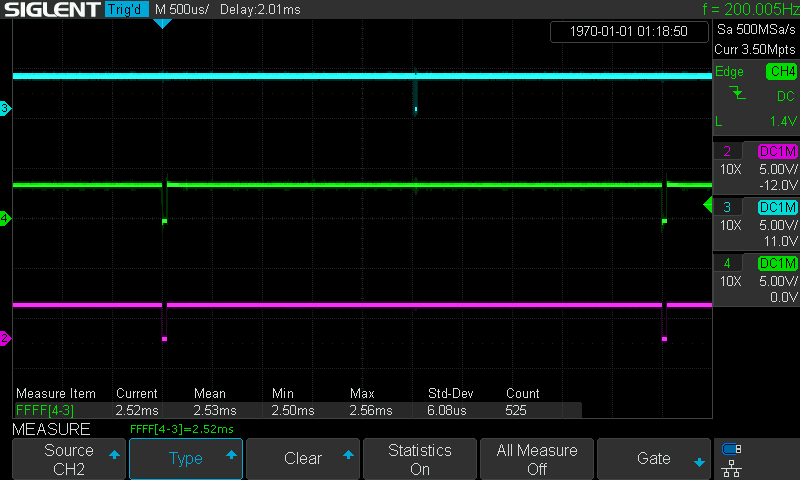 SIGLENT Trig'd M 500us/ Delay:2.01ms f = 200.005Hz
1970-01-01 01:18:50
Sa 500MSa/s
Curr 3.50Mpts
Edge CH4
DC
L 1.4V
2 DC1M
10X 5.00V/
-12.0V
3 DC1M
10X 5.00V/
11.0V
4 DC1M
10X 5.00V/
0.0V
3
4
2
Measure Item Current Mean Min Max Std-Dev Count
FFFF[4-3] 2.52ms 2.53ms 2.50ms 2.56ms 6.08us 525
MEASURE FFFF[4-3]=2.52ms
Source
CH2
Type
Clear
Statistics
On
All Measure
Off
Gate